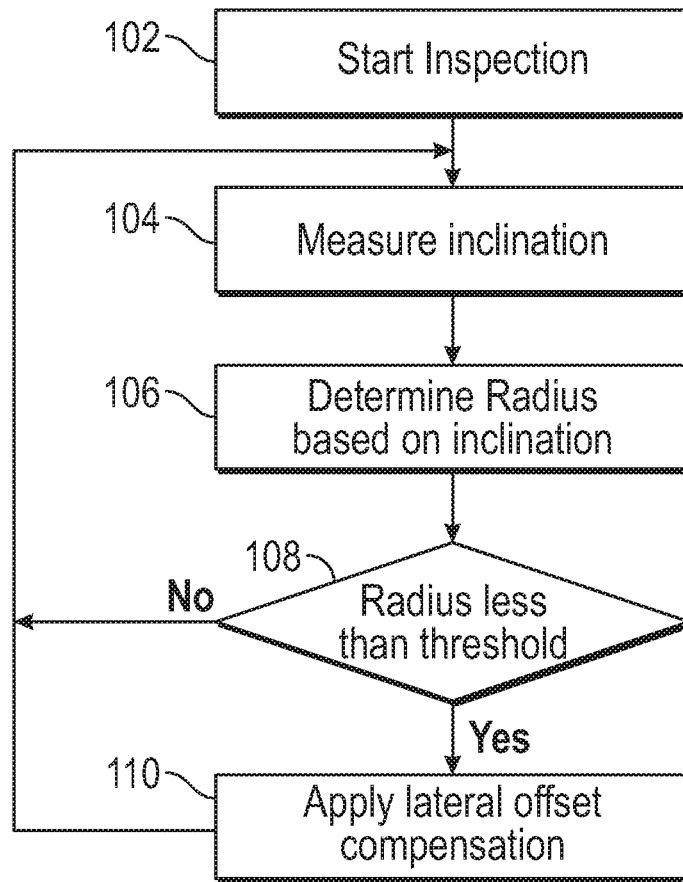 102
Start Inspection
104
Measure inclination
106
Determine Radius
based on inclination
108
No
Radius less
than threshold
Yes
110
Apply lateral offset
compensation